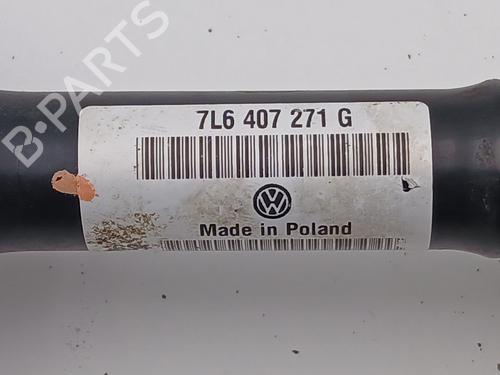 B-PARTS
7L6 407 271 G
Made in Poland